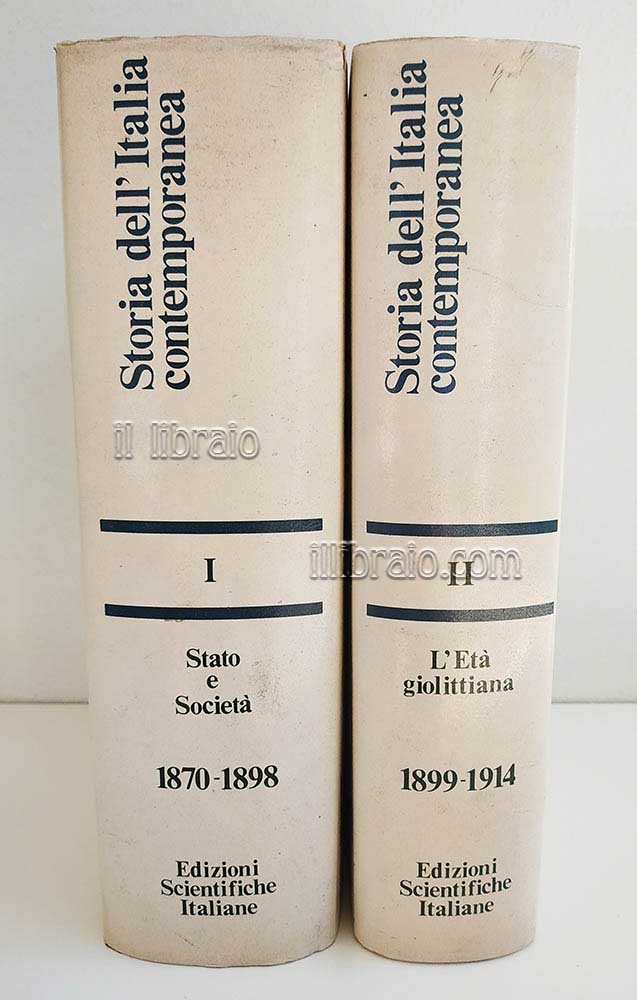 Storia dell' Italia
contemporanea
il libraio
I
Stato
e
Società
1870-1898
Edizioni
Scientifiche
Italiane
Storia dell' Italia
contemporanea
illibraio.com
II
L'Età
giolittiana
1899-1914
Edizioni
Scientifiche
Italiane